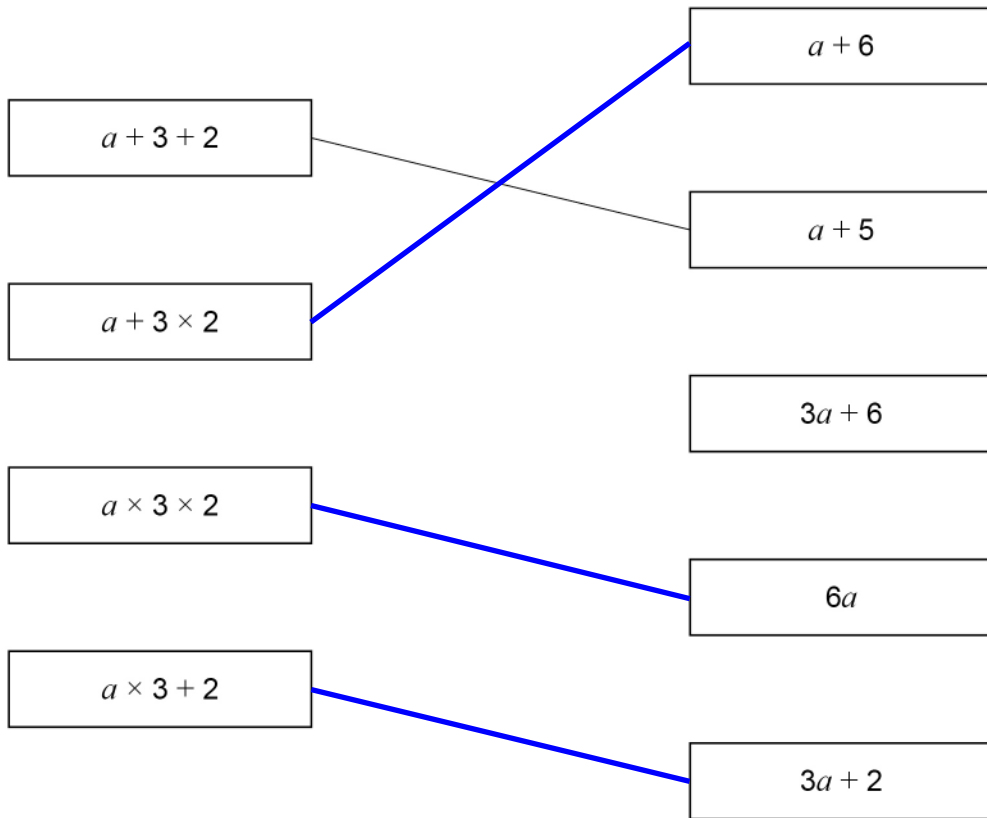 a + 6
a + 3 + 2
a + 5
a + 3 × 2
3a + 6
a × 3 × 2
6a
a × 3 + 2
3a + 2